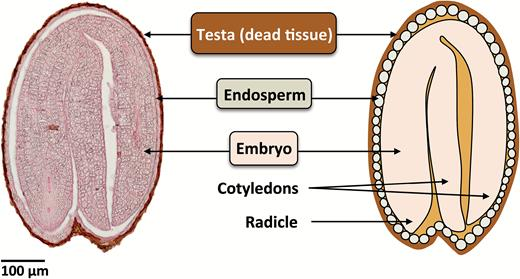 Testa (dead tissue)
Endosperm
Embryo
Cotyledons
Radicle
100 μm